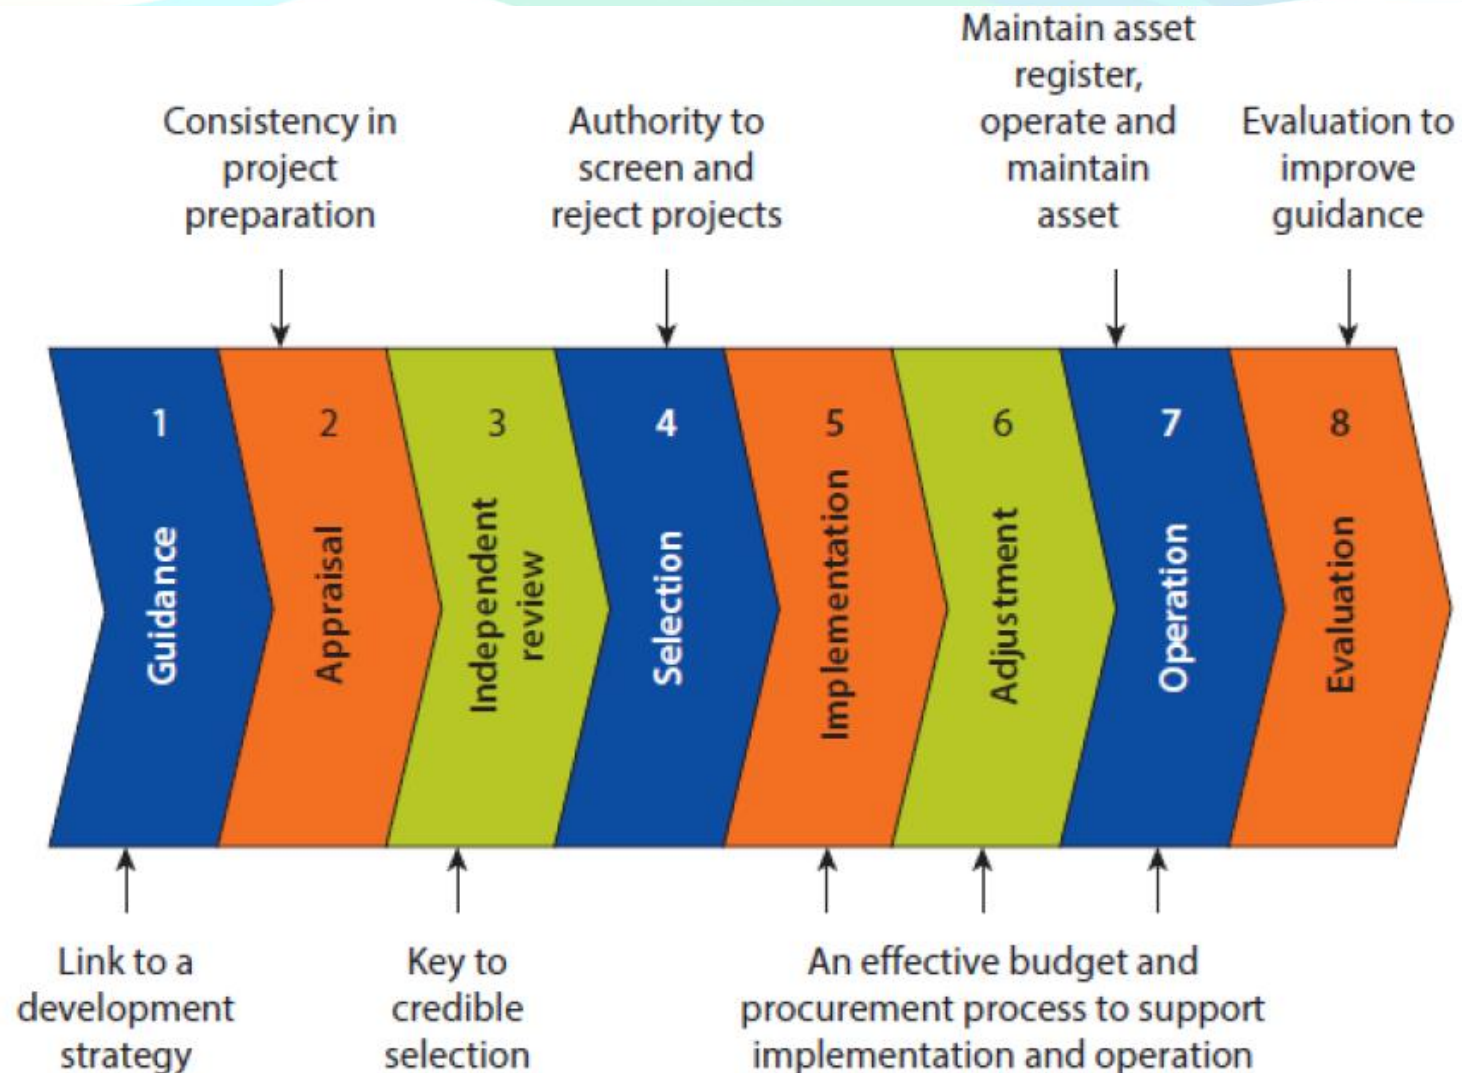 Maintain asset
register,
operate and
maintain
asset
Consistency in
project
preparation
Authority to
screen and
reject projects
Evaluation to
improve
guidance
1
Guidance
2
Appraisal
3
Independent
review
4
Selection
5
Implementation
6
Adjustment
7
Operation
8
Evaluation
Link to a
development
strategy
Key to
credible
selection
An effective budget and
procurement process to support
implementation and operation